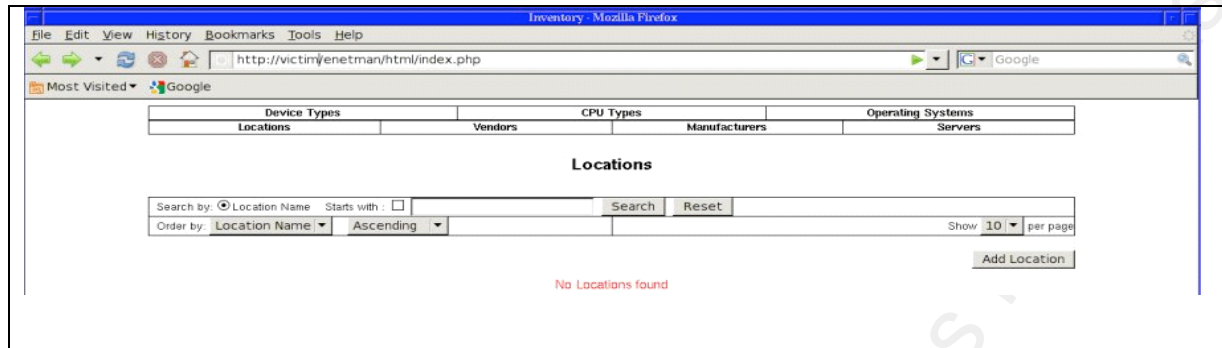 Inventory - Mozilla Firefox
File Edit View History Bookmarks Tools Help
http://victim/enetman/html/index.php
Google
Most Visited Google
Device Types CPU Types Operating Systems
Locations Vendors Manufacturers Servers
Locations
Search by: Location Name Starts with : Search Reset
Order by: Location Name Ascending Show 10 per page
Add Location
No Locations found